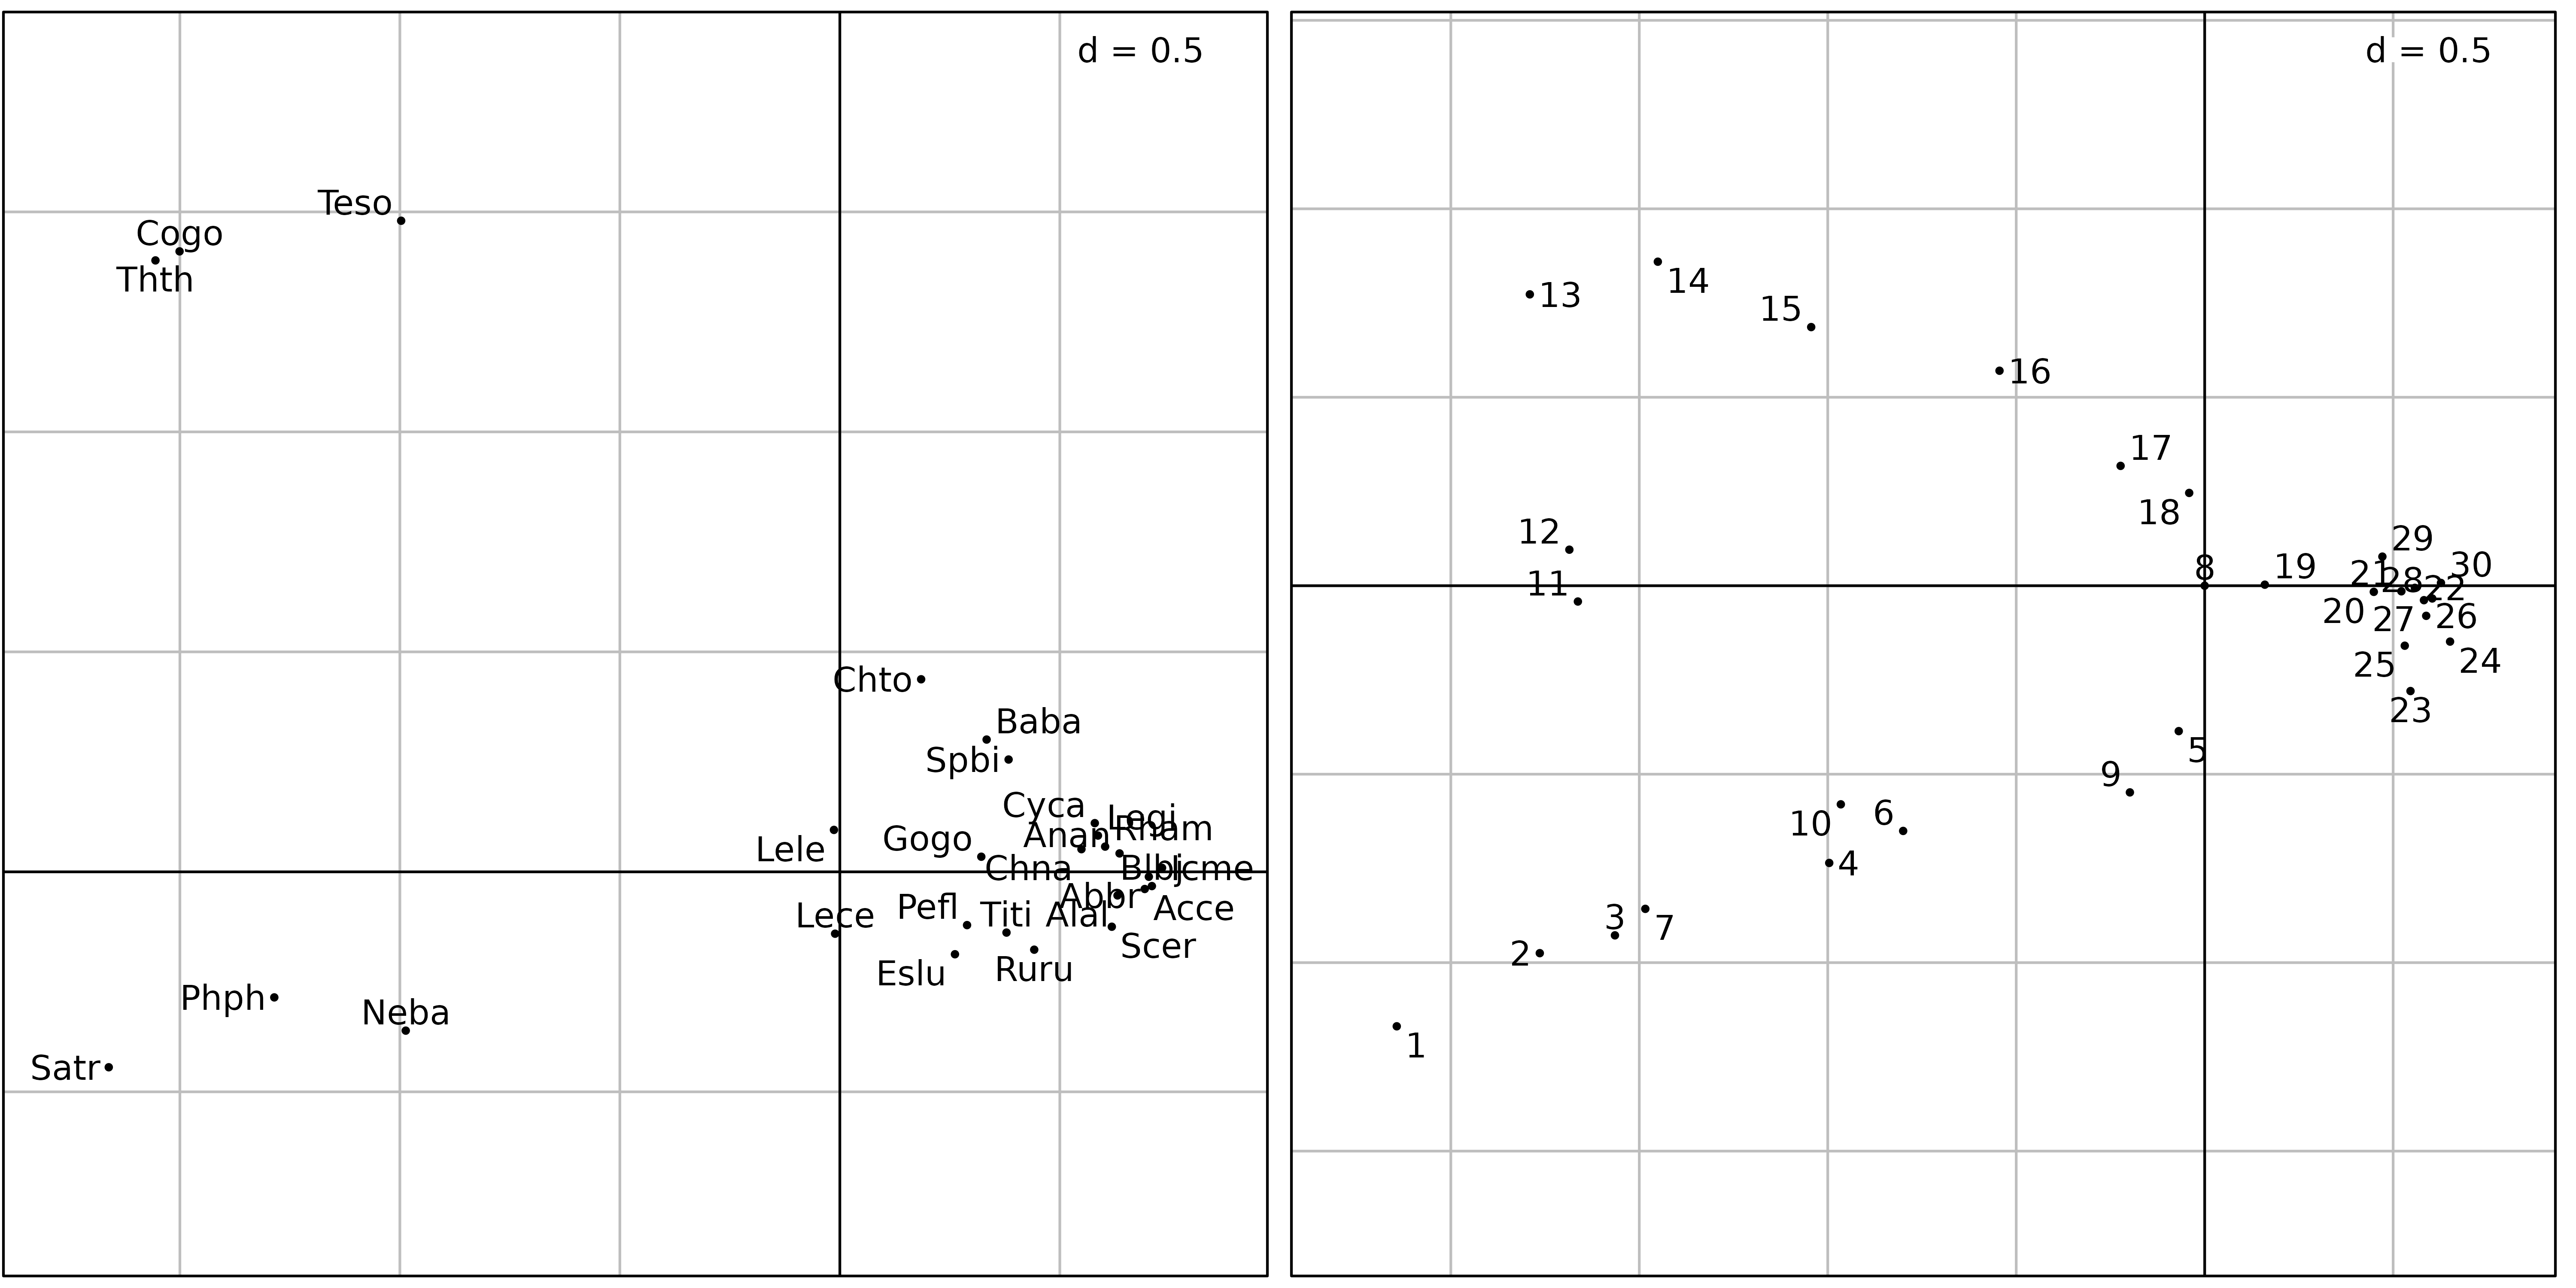 d = 0.5
Teso
Cogo
Thth
Chto
Baba
Spbi
Cyca
Legi
Anan
Rham
Gogo
Lele
Chna
Icme
Abbr
Acce
Pefl
Titi
Alal
Lece
Scer
Eslu
Ruru
Phph
Neba
Satr
d = 0.5
14
13
15
16
17
18
12
11
29
8
19
30
21
28
22
20
27
26
25
24
23
5
9
10
6
4
3
7
2
1